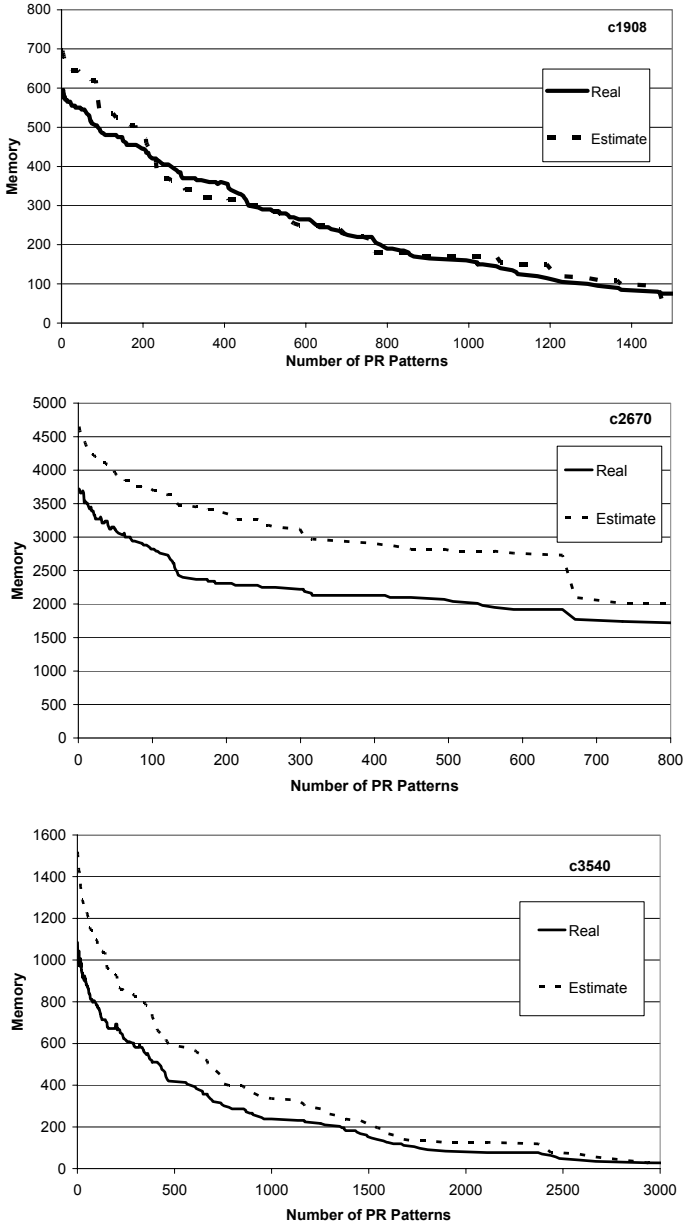 800
c1908
700
600
Real
500
Estimate
400
Memory
300
200
100
0
0 200 400 600 800 1000 1200 1400
Number of PR Patterns
5000
c2670
4500
4000
Real
3500
Estimate
3000
2500
Memory
2000
1500
1000
500
0
0 100 200 300 400 500 600 700 800
Number of PR Patterns
1600
c3540
1400
1200
Real
1000
Estimate
800
Memory
600
400
200
0
0 500 1000 1500 2000 2500 3000
Number of PR Patterns